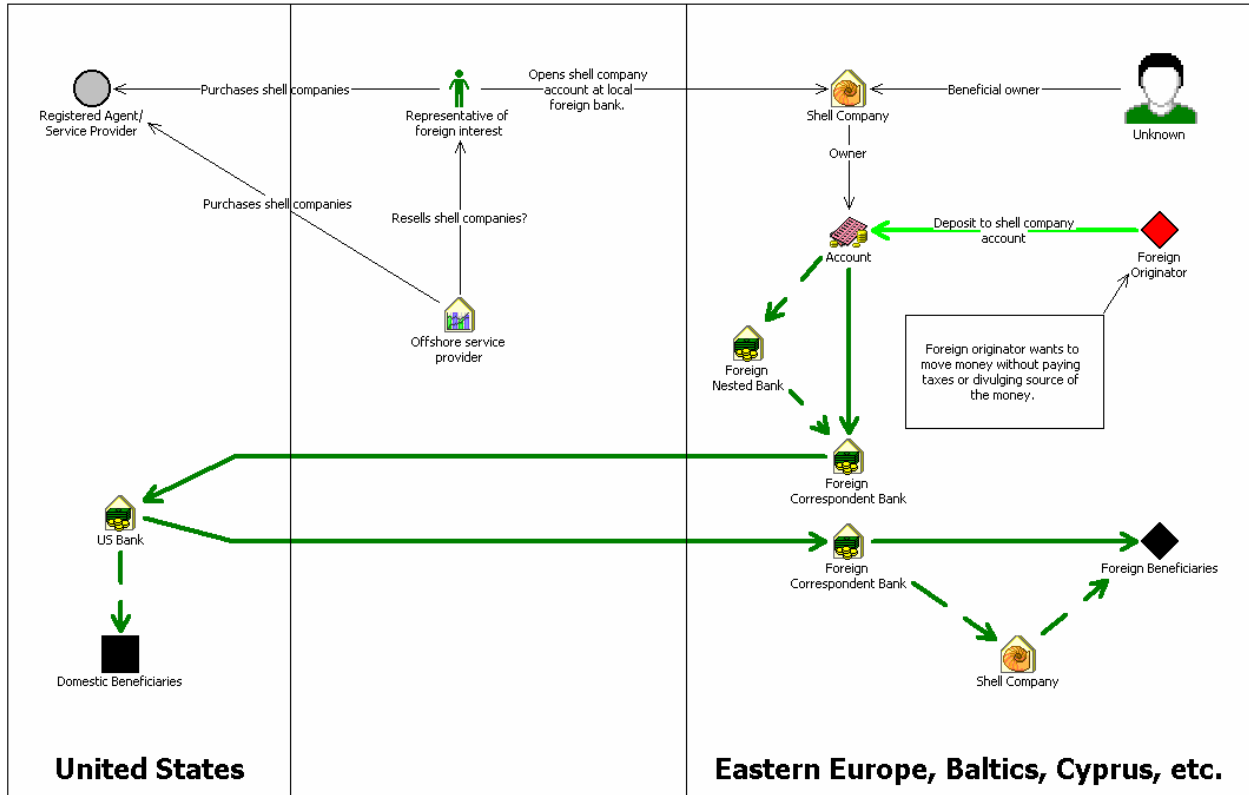 Purchases shell companies
Registered Agent/
Service Provider
Representative of
foreign interest
Opens shell company
account at local
foreign bank.
Shell Company
Beneficial owner
Unknown
Owner
Purchases shell companies
Resells shell companies?
Deposit to shell company
account
Account
Foreign
Originator
Offshore service
provider
Foreign
Nested Bank
Foreign originator wants to
move money without paying
taxes or divulging source of
the money.
Foreign
Correspondent Bank
US Bank
Foreign
Correspondent Bank
Foreign Beneficiaries
Domestic Beneficiaries
Shell Company
United States
Eastern Europe, Baltics, Cyprus, etc.